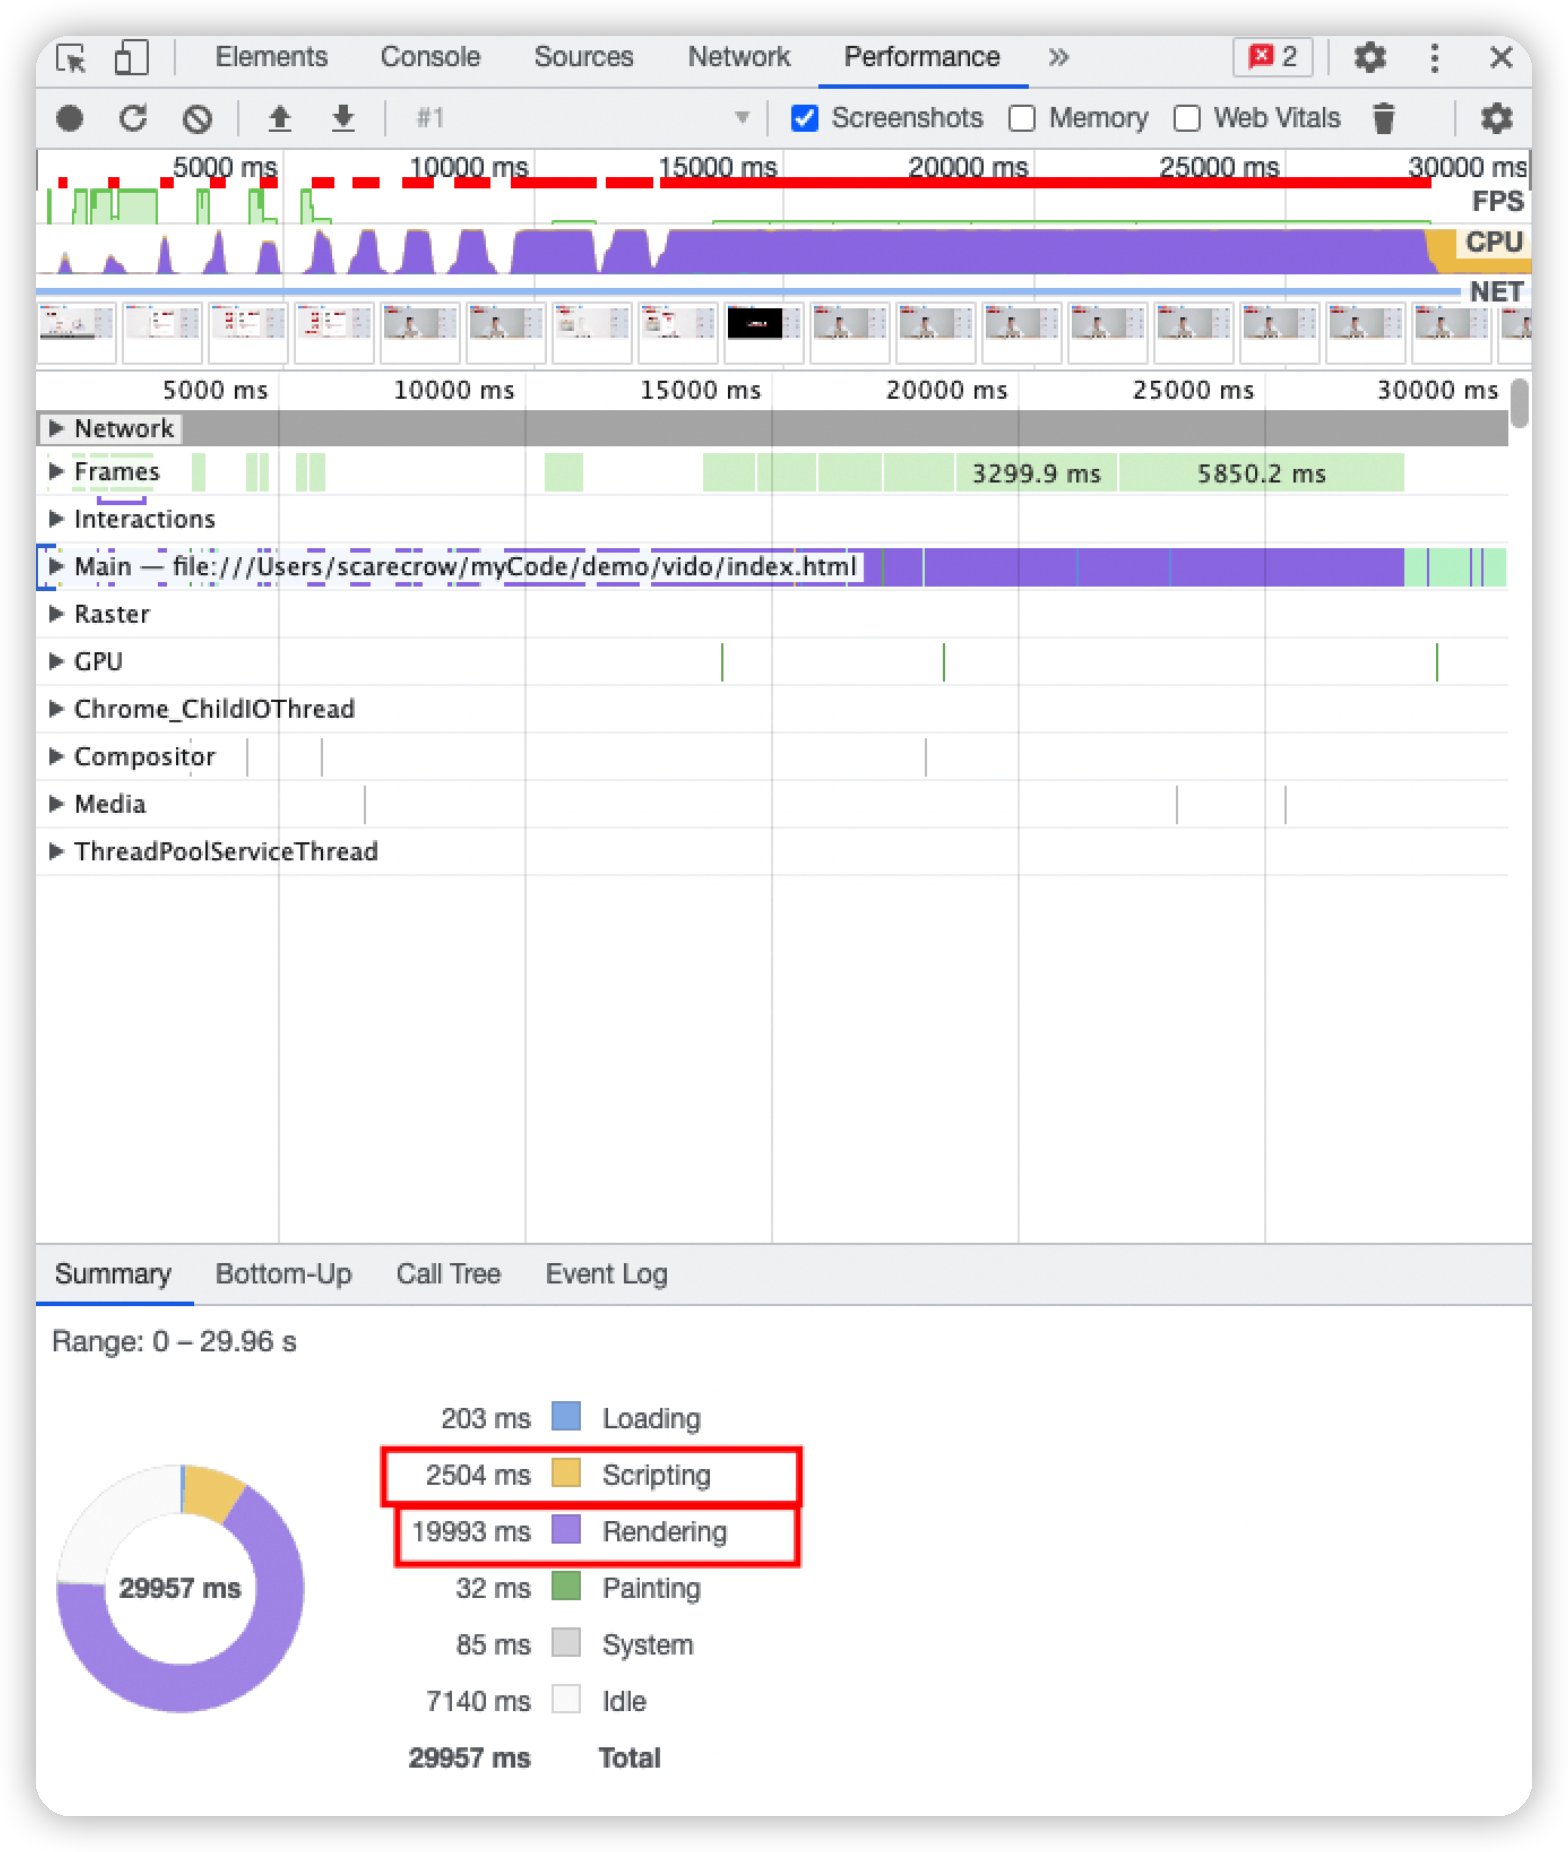 Elements Console Sources Network Performance » 2
#1 Screenshots Memory Web Vitals
5000 ms 10000 ms 15000 ms 20000 ms 25000 ms 30000 ms
FPS
CPU
NET
5000 ms 10000 ms 15000 ms 20000 ms 25000 ms 30000 ms
Network
Frames 3299.9 ms 5850.2 ms
Interactions
Main — file:///Users/scarecrow/myCode/demo/vido/index.html
Raster
GPU
Chrome_ChildIOThread
Compositor
Media
ThreadPoolServiceThread
Summary Bottom-Up Call Tree Event Log
Range: 0 – 29.96 s
203 ms Loading
2504 ms Scripting
19993 ms Rendering
29957 ms
32 ms Painting
85 ms System
7140 ms Idle
29957 ms Total